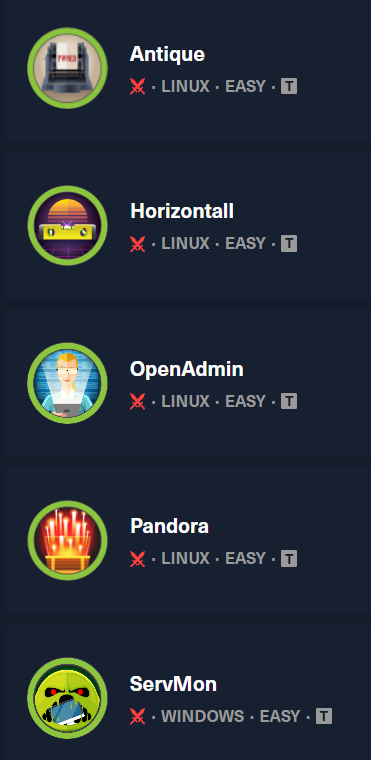 Antique
· LINUX · EASY · T
Horizontall
· LINUX · EASY · T
OpenAdmin
· LINUX · EASY · T
Pandora
· LINUX · EASY · T
ServMon
· WINDOWS · EASY · T